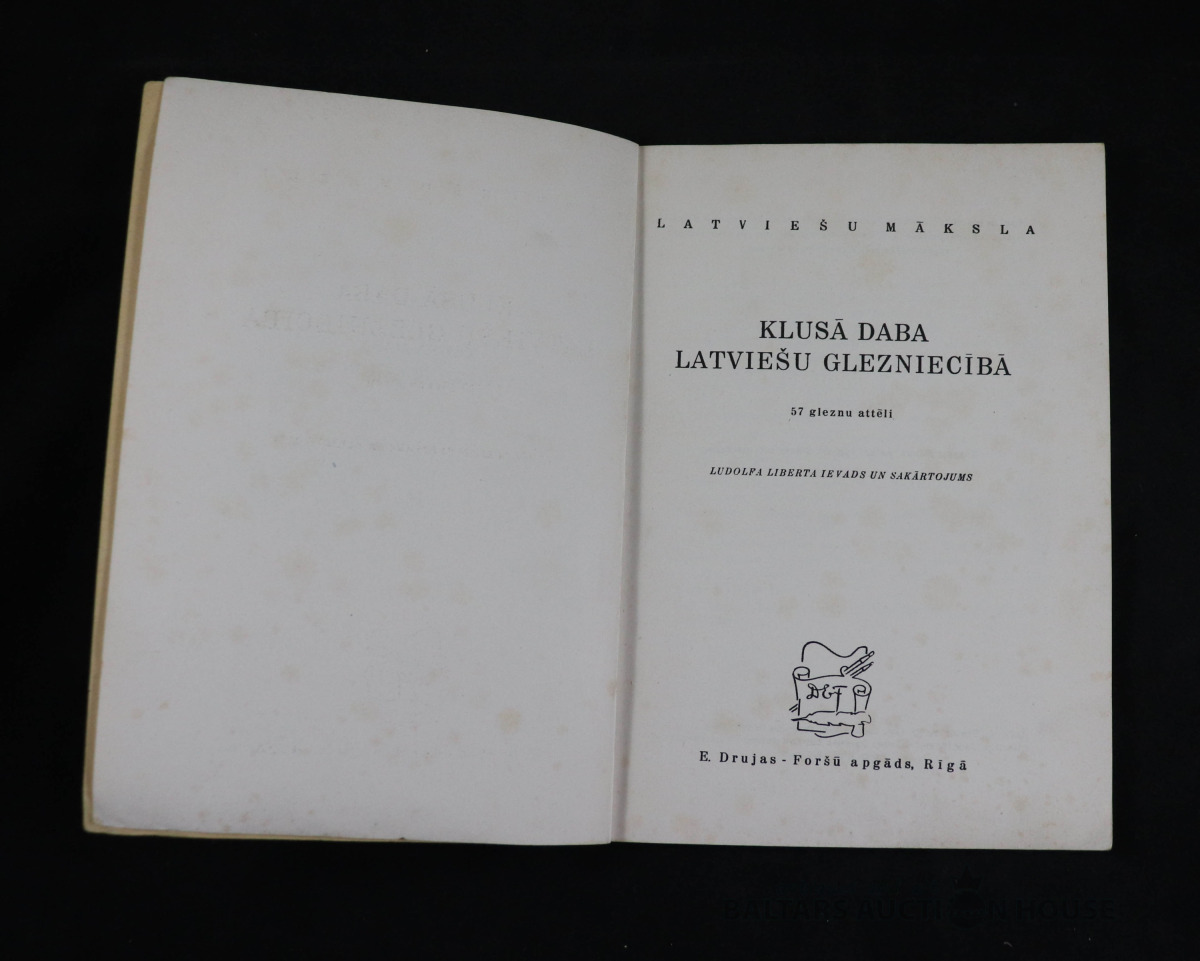 LATVIEŠU MĀKSLA
KLUSĀ DABA
LATVIEŠU GLEZNIECĪBĀ
57 gleznu attēli
LUDOLFA LIBERTA IEVADS UN SAKĀRTOJUMS
DEF
E. Drujas - Foršū apgāds, Rīgā
BALTARS AUCTION HOUSE